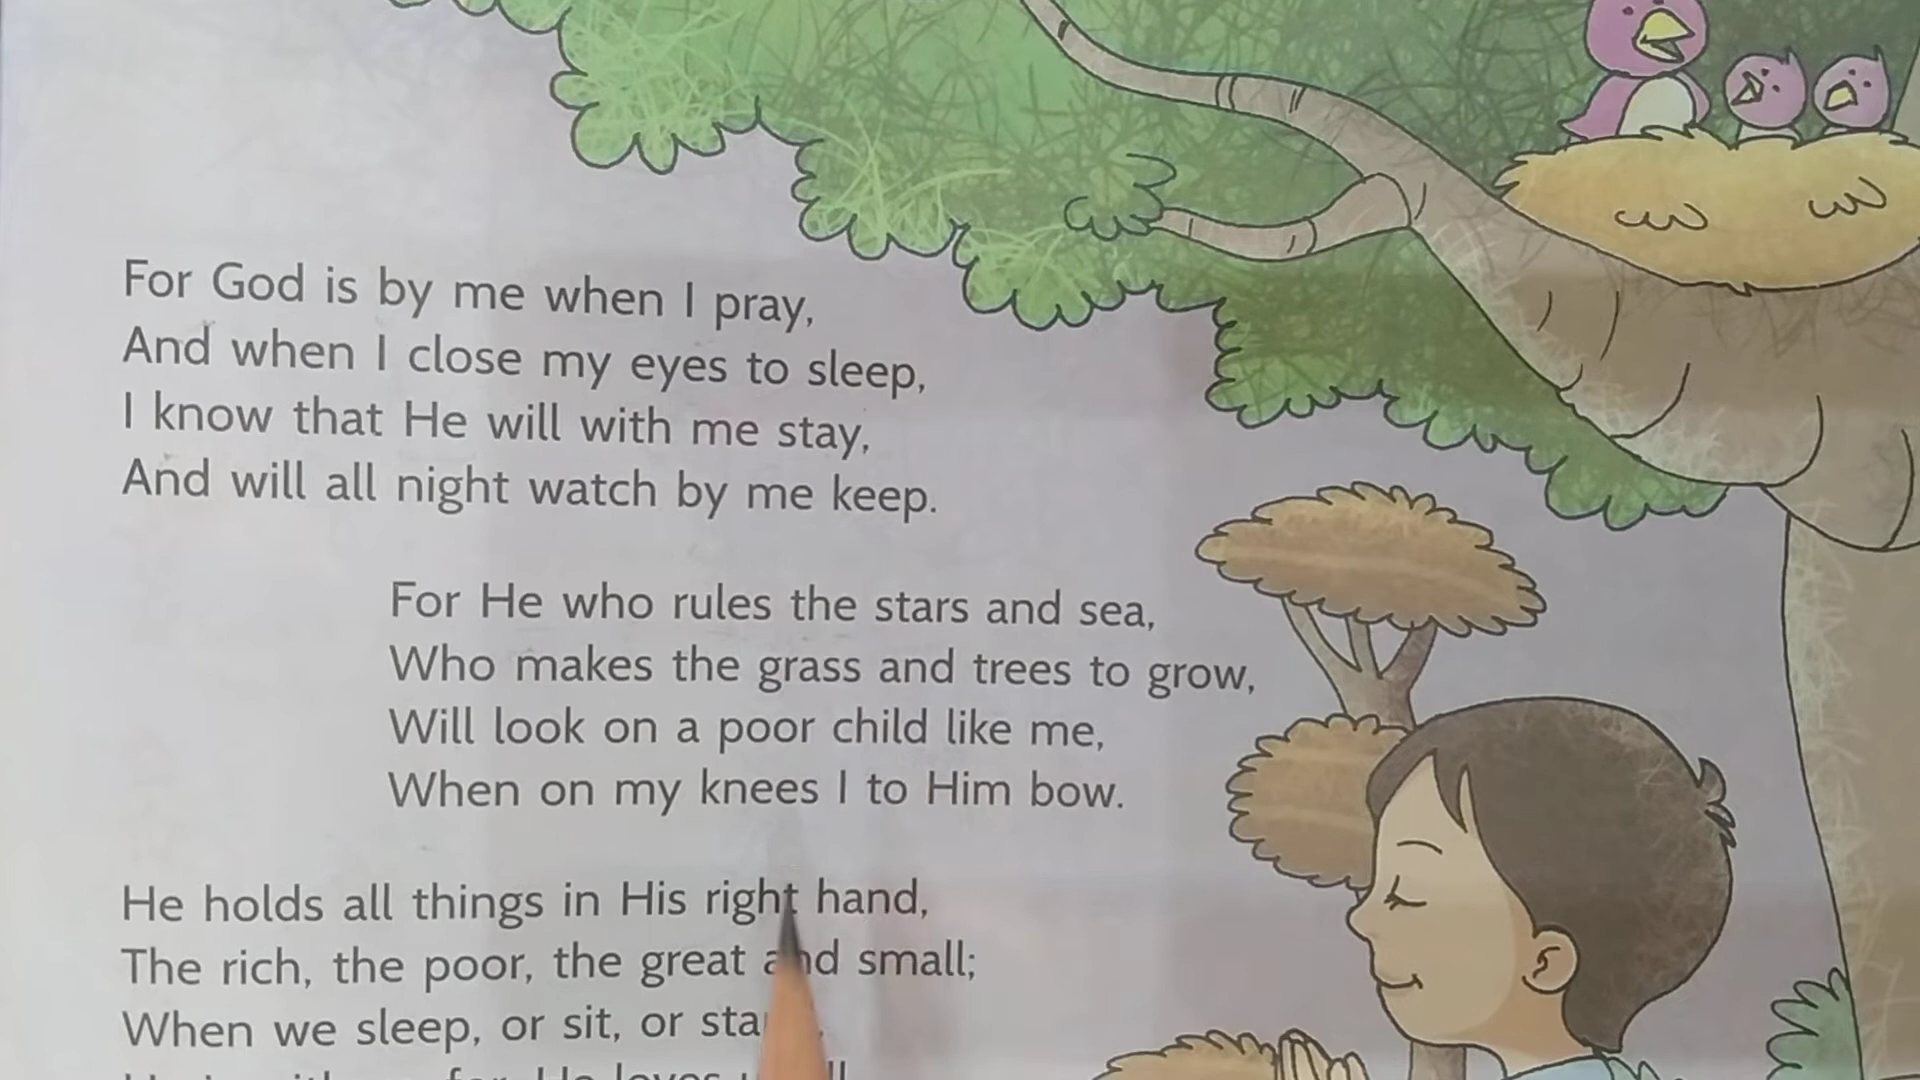 For God is by me when I pray,
And when I close my eyes to sleep,
I know that He will with me stay,
And will all night watch by me keep.
For He who rules the stars and sea,
Who makes the grass and trees to grow,
Will look on a poor child like me,
When on my knees I to Him bow.
He holds all things in His right hand,
The rich, the poor, the great and small;
When we sleep, or sit, or
for He loves